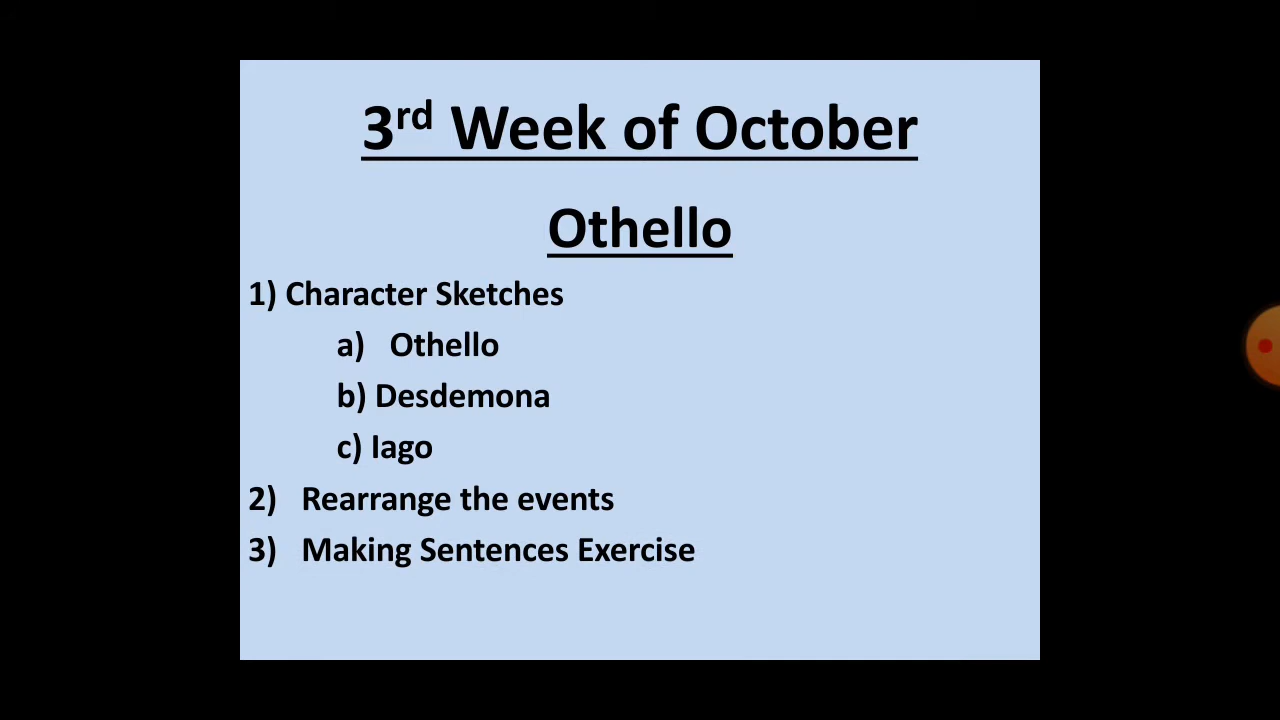 3rd Week of October
Othello
1) Character Sketches
a) Othello
b) Desdemona
c) Iago
2) Rearrange the events
3) Making Sentences Exercise